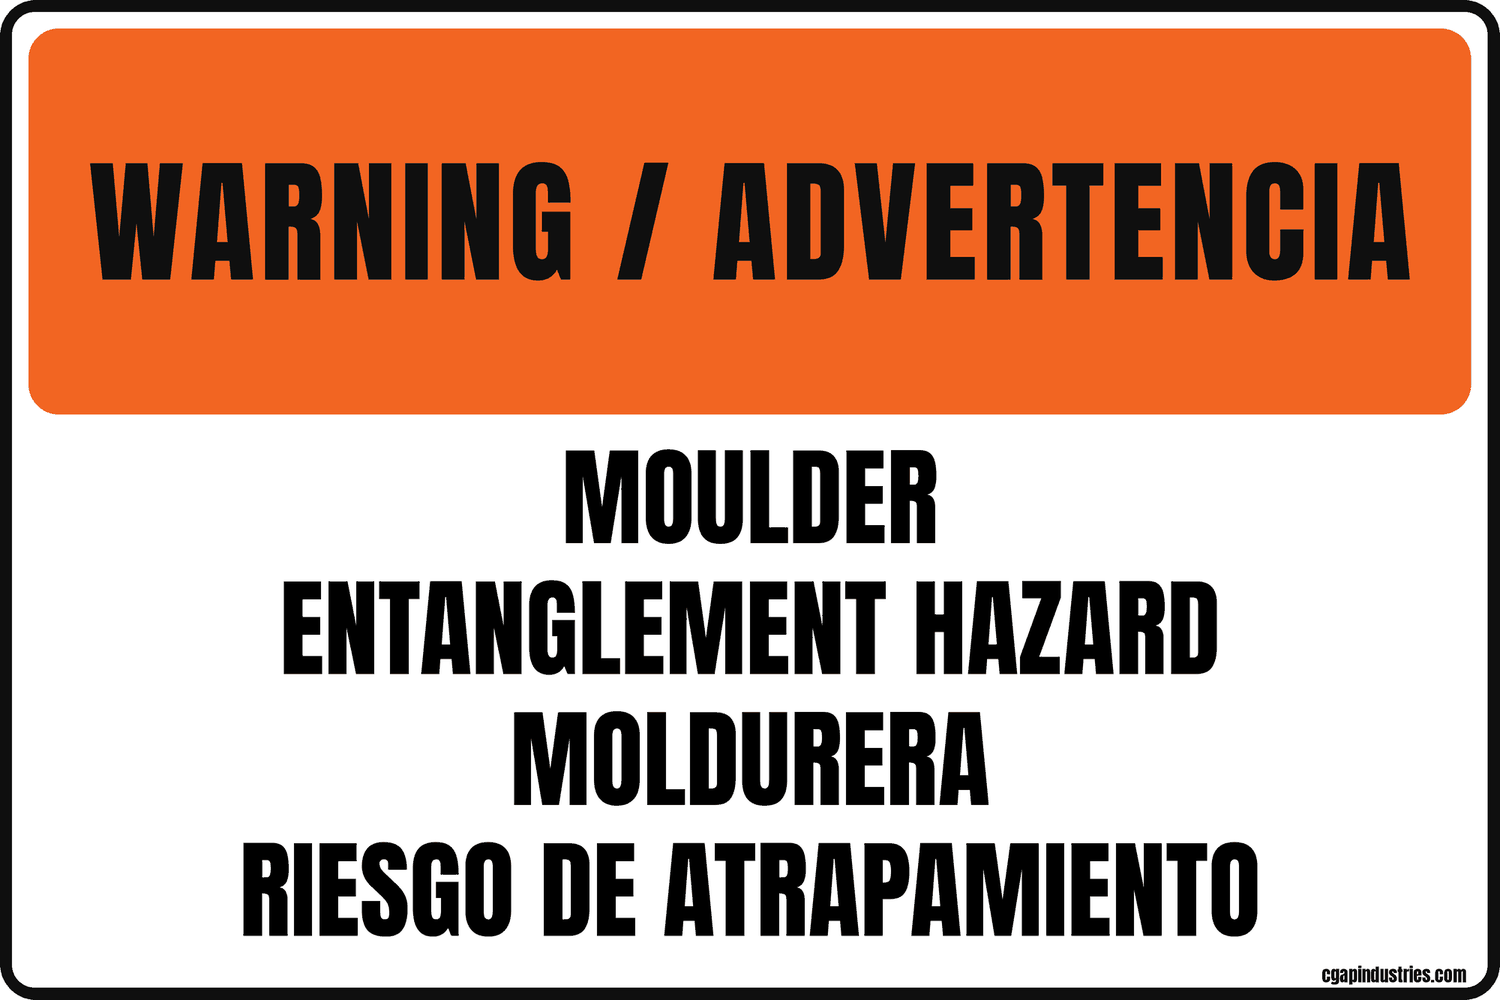 WARNING / ADVERTENCIA
MOULDER
ENTANGLEMENT HAZARD
MOLDURERA
RIESGO DE ATRAPAMIENTO
cgapindustries.com